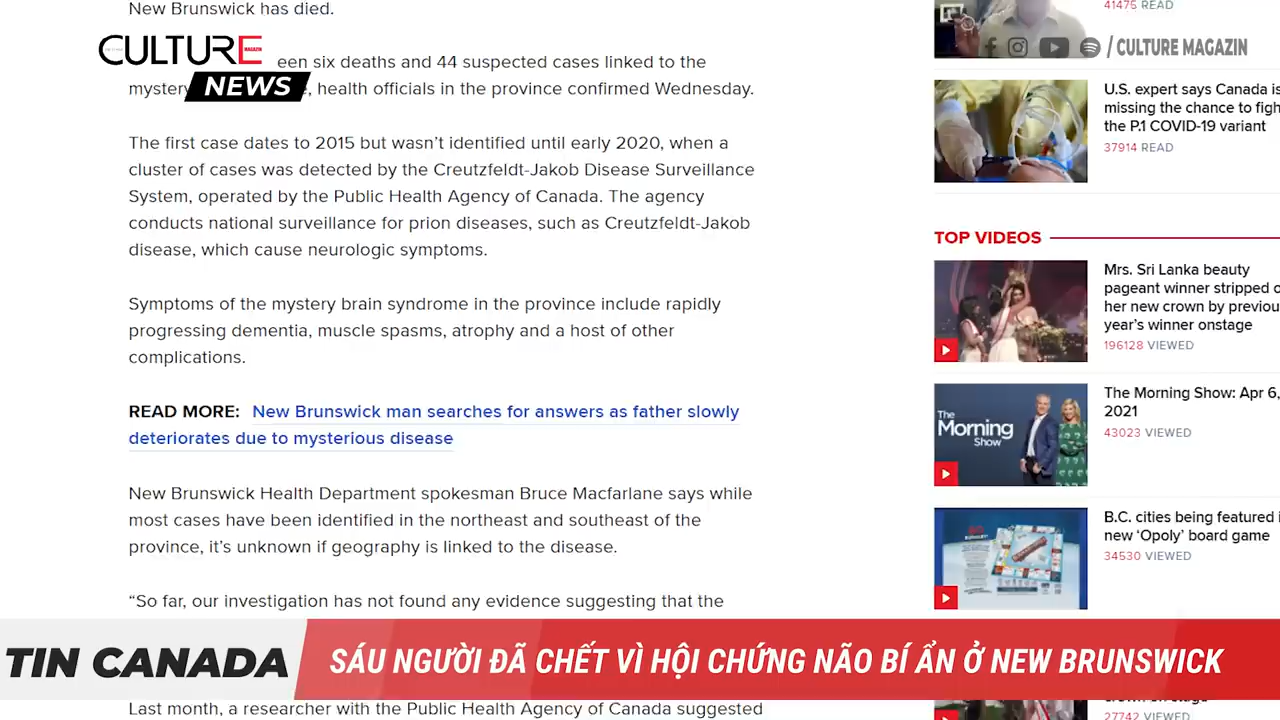 New Brunswick has died.
CULTURE
MAGAZIN
NEWS
een six deaths and 44 suspected cases linked to the
mystery , health officials in the province confirmed Wednesday.
The first case dates to 2015 but wasn’t identified until early 2020, when a
cluster of cases was detected by the Creutzfeldt-Jakob Disease Surveillance
System, operated by the Public Health Agency of Canada. The agency
conducts national surveillance for prion diseases, such as Creutzfeldt-Jakob
disease, which cause neurologic symptoms.
Symptoms of the mystery brain syndrome in the province include rapidly
progressing dementia, muscle spasms, atrophy and a host of other
complications.
READ MORE: New Brunswick man searches for answers as father slowly
deteriorates due to mysterious disease
New Brunswick Health Department spokesman Bruce Macfarlane says while
most cases have been identified in the northeast and southeast of the
province, it’s unknown if geography is linked to the disease.
“So far, our investigation has not found any evidence suggesting that the
Last month, a researcher with the Public Health Agency of Canada suggested
41475 READ
/ CULTURE MAGAZIN
U.S. expert says Canada is
missing the chance to figh
the P.1 COVID-19 variant
37914 READ
TOP VIDEOS
Mrs. Sri Lanka beauty
pageant winner stripped o
her new crown by previou
year’s winner onstage
196128 VIEWED
The Morning Show
The Morning Show: Apr 6,
2021
43023 VIEWED
B.C. cities being featured i
new ‘Opoly’ board game
34530 VIEWED
27742 VIEWED
TIN CANADA
SÁU NGƯỜI ĐÃ CHẾT VÌ HỘI CHỨNG NÃO BÍ ẨN Ở NEW BRUNSWICK